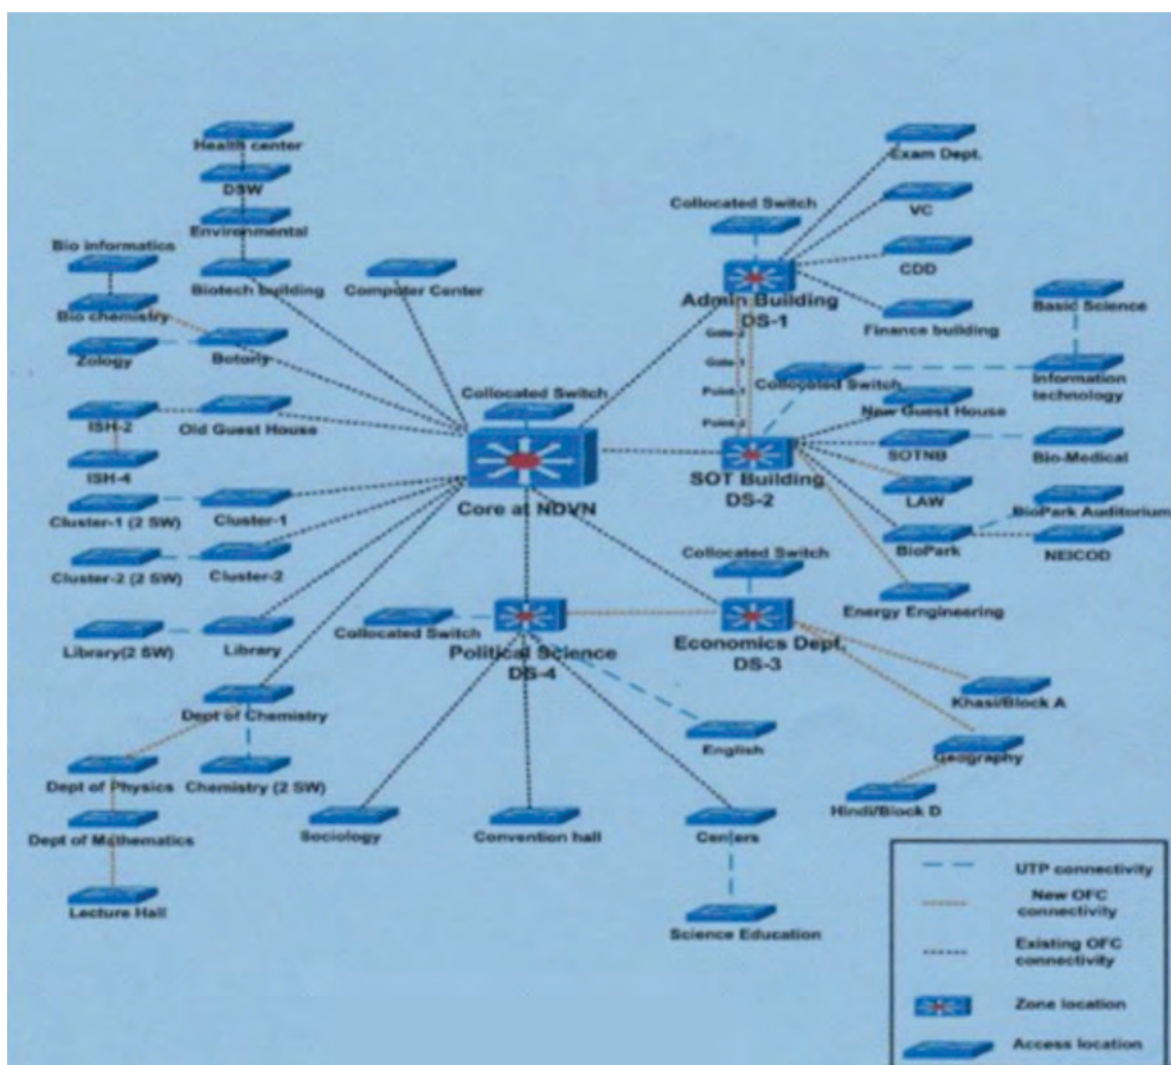 Health center
Exam Dept.
DSW
Collocated Switch
VC
Environmental
Bio informatics
CDD
Biotech building
Computer Center
Admin Building
DS-1
Basic Science
Bio chemistry
Finance building
Zology
Botony
Gate-1
Collocated Switch
Information
technology
Point-1
Collocated Switch
New Guest House
ISH-2
Old Guest House
Point-2
SOTNB
Bio-Medical
ISH-4
SOT Building
DS-2
LAW
Core at NDVN
Cluster-1 (2 SW)
Cluster-1
BioPark Auditorium
BioPark
NEICOD
Collocated Switch
Cluster-2 (2 SW)
Cluster-2
Energy Engineering
Collocated Switch
Library(2 SW)
Library
Political Science
DS-4
Economics Dept.
DS-3
Khasi/Block A
Dept of Chemistry
English
Geography
Dept of Physics
Chemistry (2 SW)
Hindi/Block D
Dept of Mathematics
Sociology
Convention hall
Centers
Lecture Hall
Science Education
UTP connectivity
New OFC
connectivity
Existing OFC
connectivity
Zone location
Access location